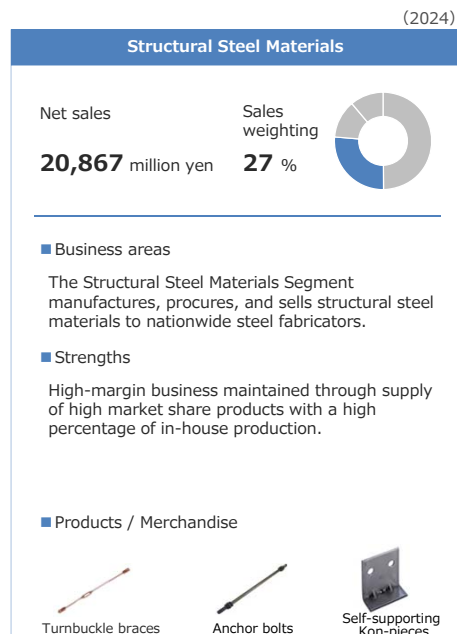 (2024)
Structural Steel Materials
Net sales
Sales
weighting
20,867 million yen
27 %
■ Business areas
The Structural Steel Materials Segment
manufactures, procures, and sells structural steel
materials to nationwide steel fabricators.
■ Strengths
High-margin business maintained through supply
of high market share products with a high
percentage of in-house production.
■ Products / Merchandise
Turnbuckle braces
Anchor bolts
Self-supporting
Kon-pieces